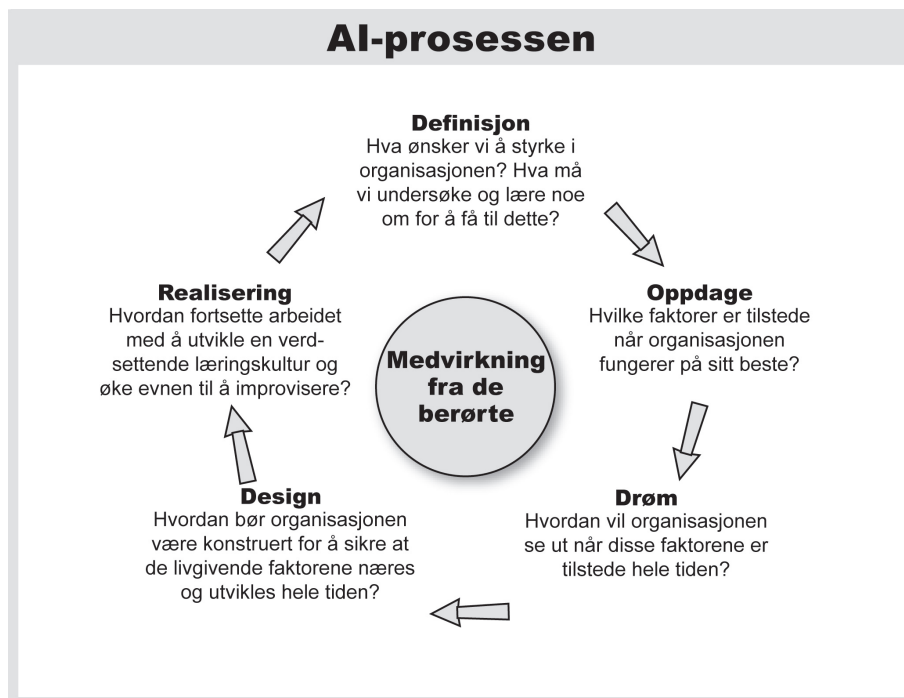 AI-prosessen
Definisjon
Hva ønsker vi å styrke i
organisasjonen? Hva må
vi undersøke og lære noe
om for å få til dette?
Oppdage
Hvilke faktorer er tilstede
når organisasjonen
fungerer på sitt beste?
Drøm
Hvordan vil organisasjonen
se ut når disse faktorene er
tilstede hele tiden?
Design
Hvordan bør organisasjonen
være konstruert for å sikre at
de livgivende faktorene næres
og utvikles hele tiden?
Realisering
Hvordan fortsette arbeidet
med å utvikle en verd-
settende læringskultur og
øke evnen til å improvisere?
Medvirkning
fra de
berørte